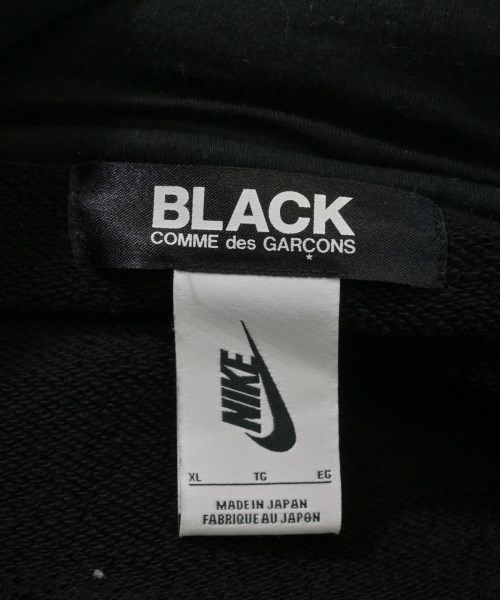 BLACK
COMME des GARÇONS
*
NIKE
XL TG EG
MADE IN JAPAN
FABRIQUE AU JAPON